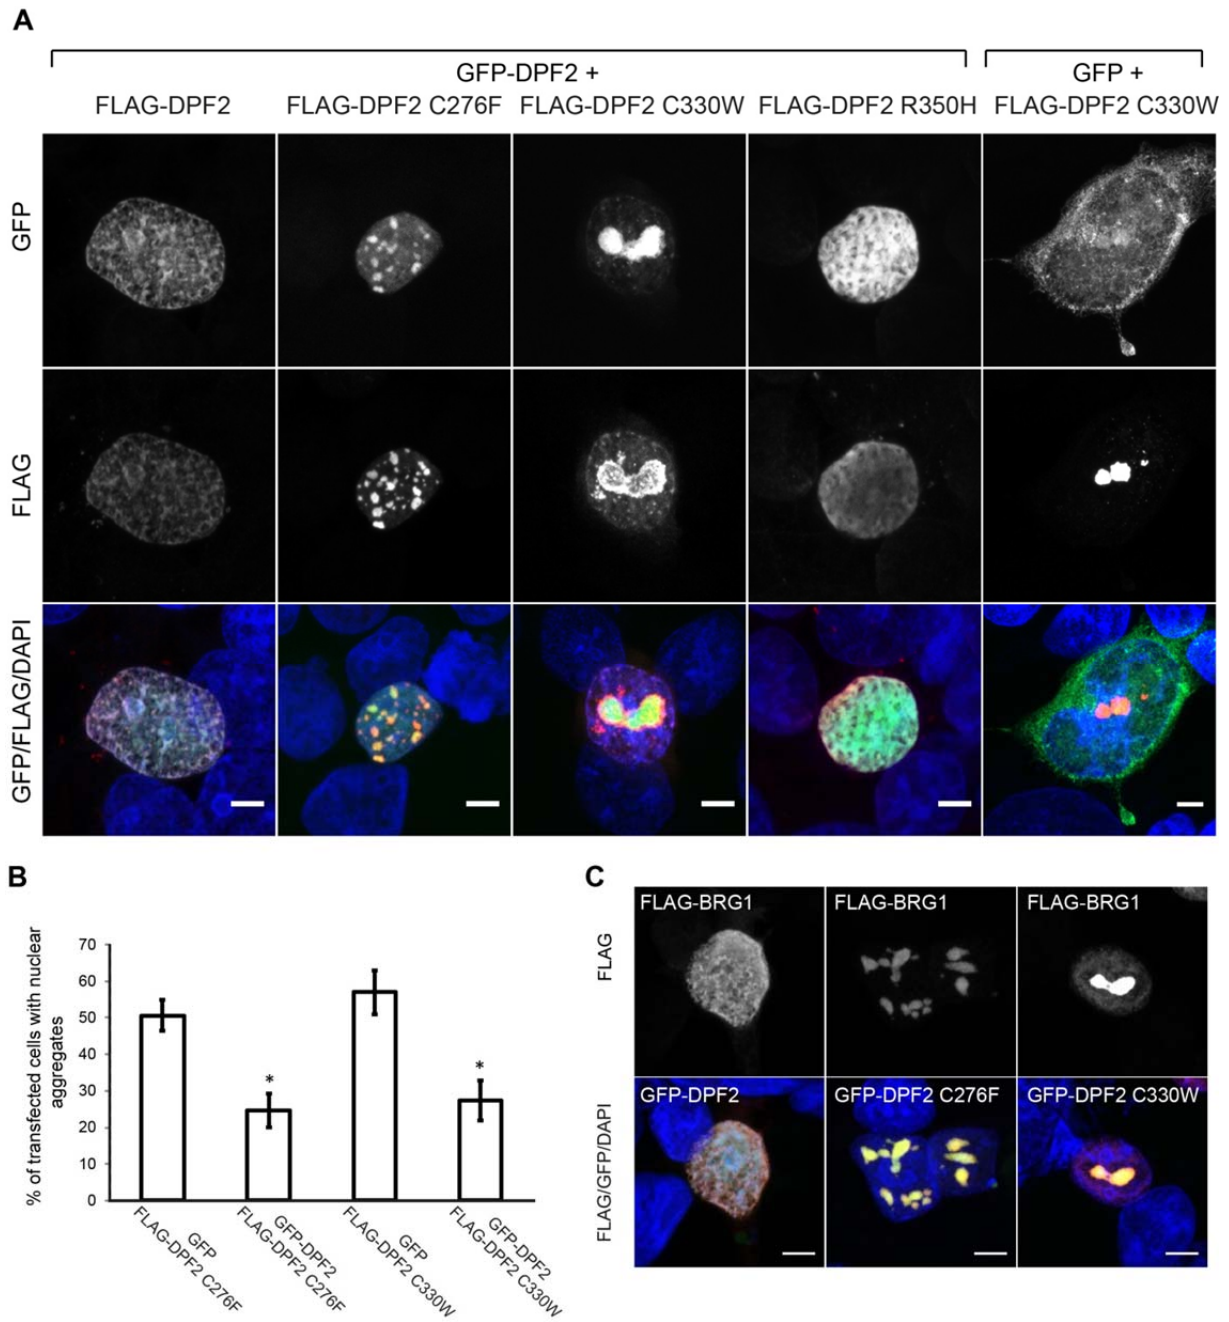 A
GFP-DPF2 +
GFP +
FLAG-DPF2
FLAG-DPF2 C276F
FLAG-DPF2 C330W
FLAG-DPF2 R350H
FLAG-DPF2 C330W
GFP
FLAG
GFP/FLAG/DAPI
B
% of transfected cells with nuclear
aggregates
70
60
50
40
30
20
10
0
*
*
GFP
FLAG-DPF2 C276F
GFP-DPF2
FLAG-DPF2 C276F
GFP
FLAG-DPF2 C330W
GFP-DPF2
FLAG-DPF2 C330W
C
FLAG
FLAG-BRG1
FLAG-BRG1
FLAG-BRG1
FLAG/GFP/DAPI
GFP-DPF2
GFP-DPF2 C276F
GFP-DPF2 C330W